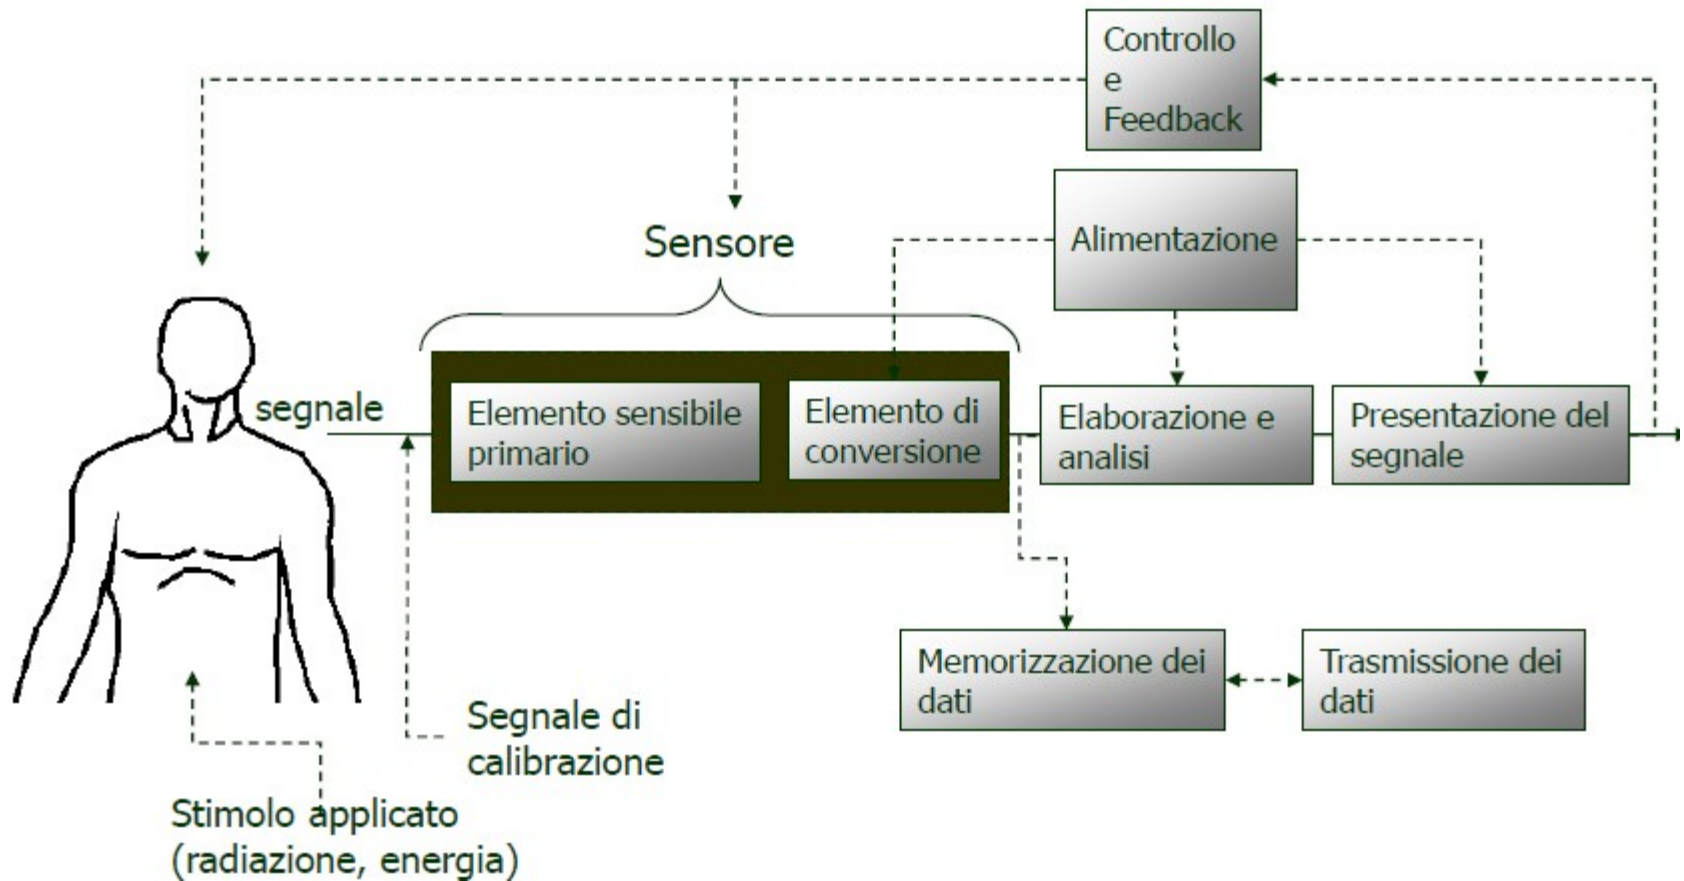 Controllo
e
Feedback
Alimentazione
Sensore
segnale
Elemento sensibile
primario
Elemento di
conversione
Elaborazione e
analisi
Presentazione del
segnale
Memorizzazione dei
dati
Trasmissione dei
dati
Segnale di
calibrazione
Stimolo applicato
(radiazione, energia)